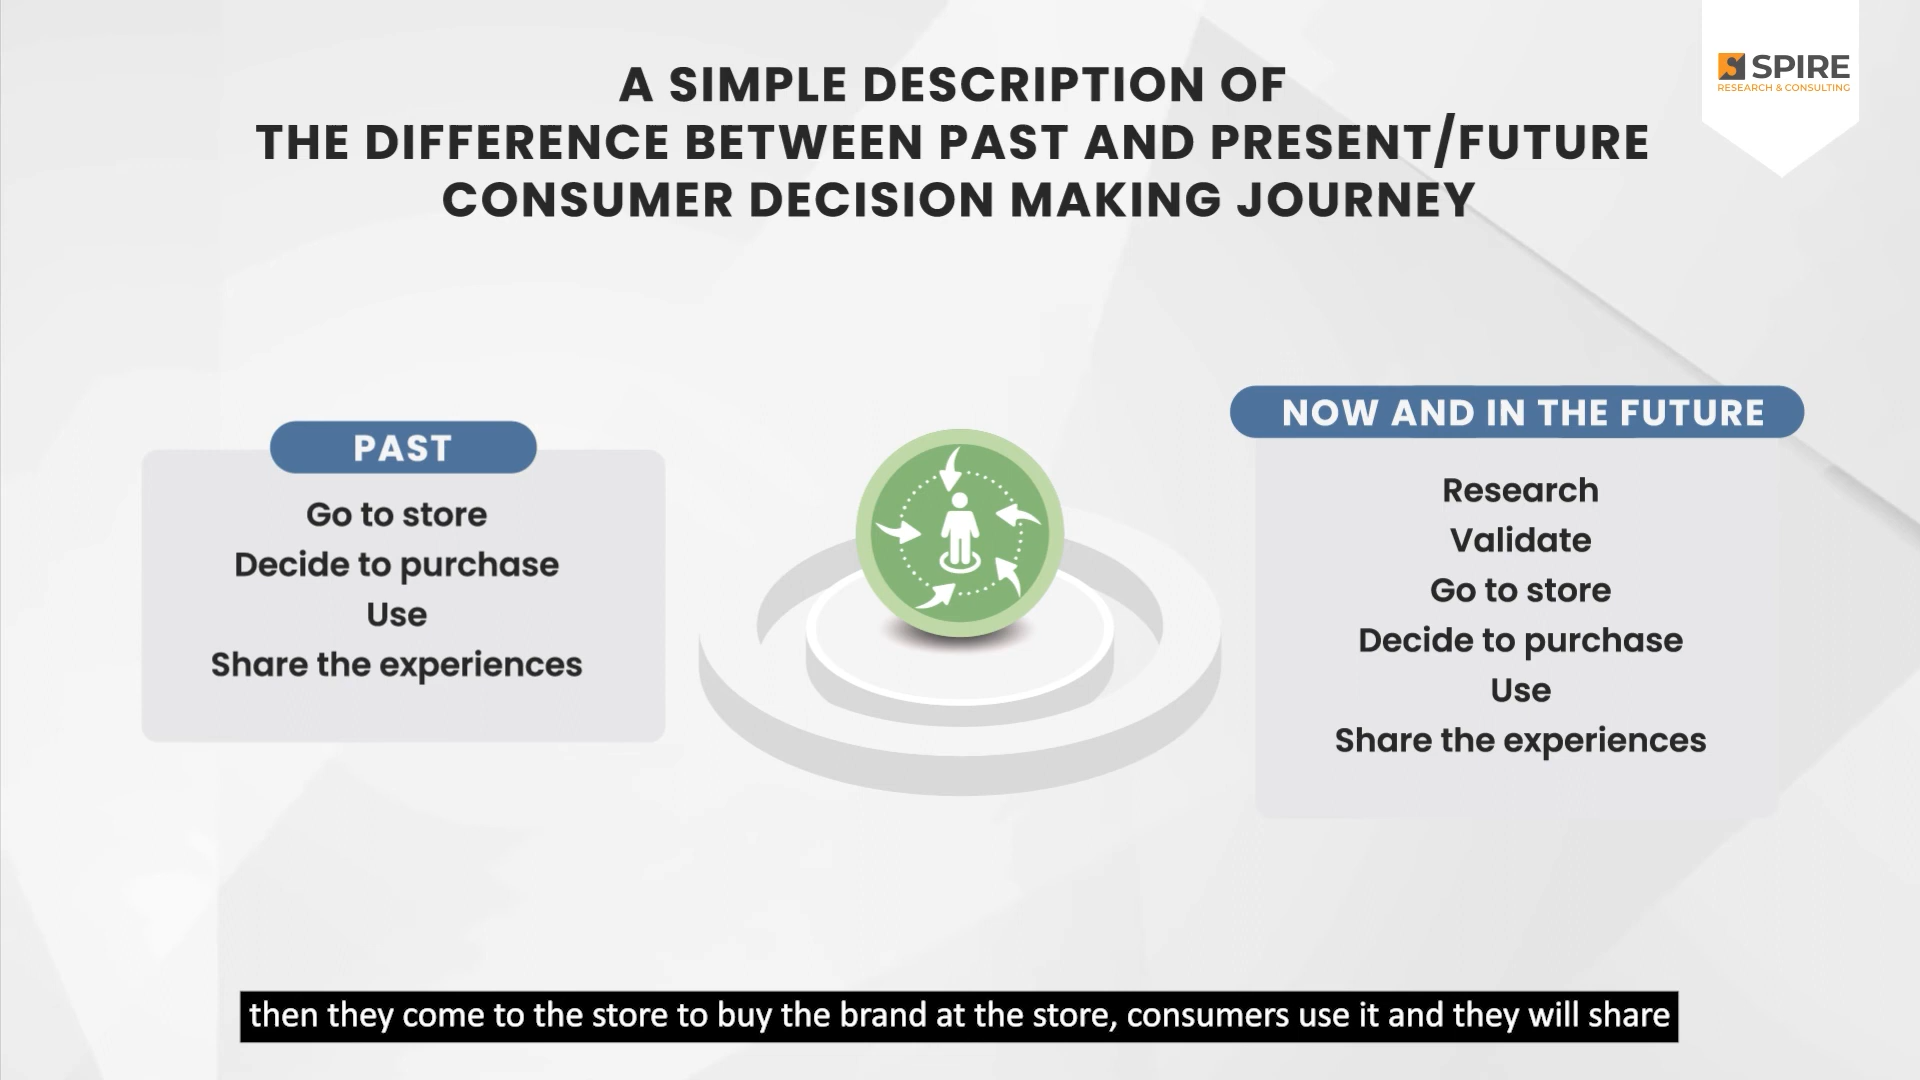 A SIMPLE DESCRIPTION OF
THE DIFFERENCE BETWEEN PAST AND PRESENT/FUTURE
CONSUMER DECISION MAKING JOURNEY
SPIRE
RESEARCH & CONSULTING
PAST
Go to store
Decide to purchase
Use
Share the experiences
NOW AND IN THE FUTURE
Research
Validate
Go to store
Decide to purchase
Use
Share the experiences
then they come to the store to buy the brand at the store, consumers use it and they will share